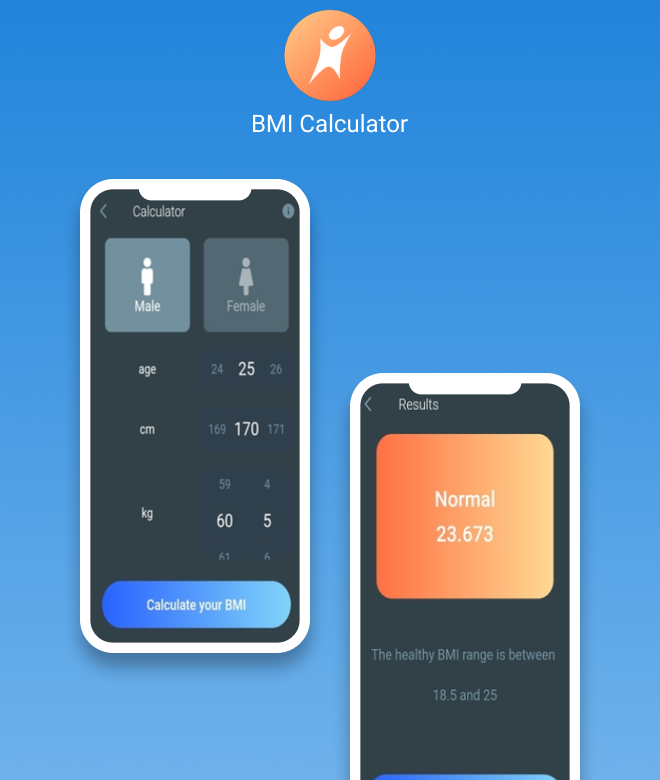 BMI Calculator
Calculator
Male Female
age 24 25 26
cm 169 170 171
59 4
kg 60 5
61 6
Calculate your BMI
Results
Normal
23.673
The healthy BMI range is between
18.5 and 25